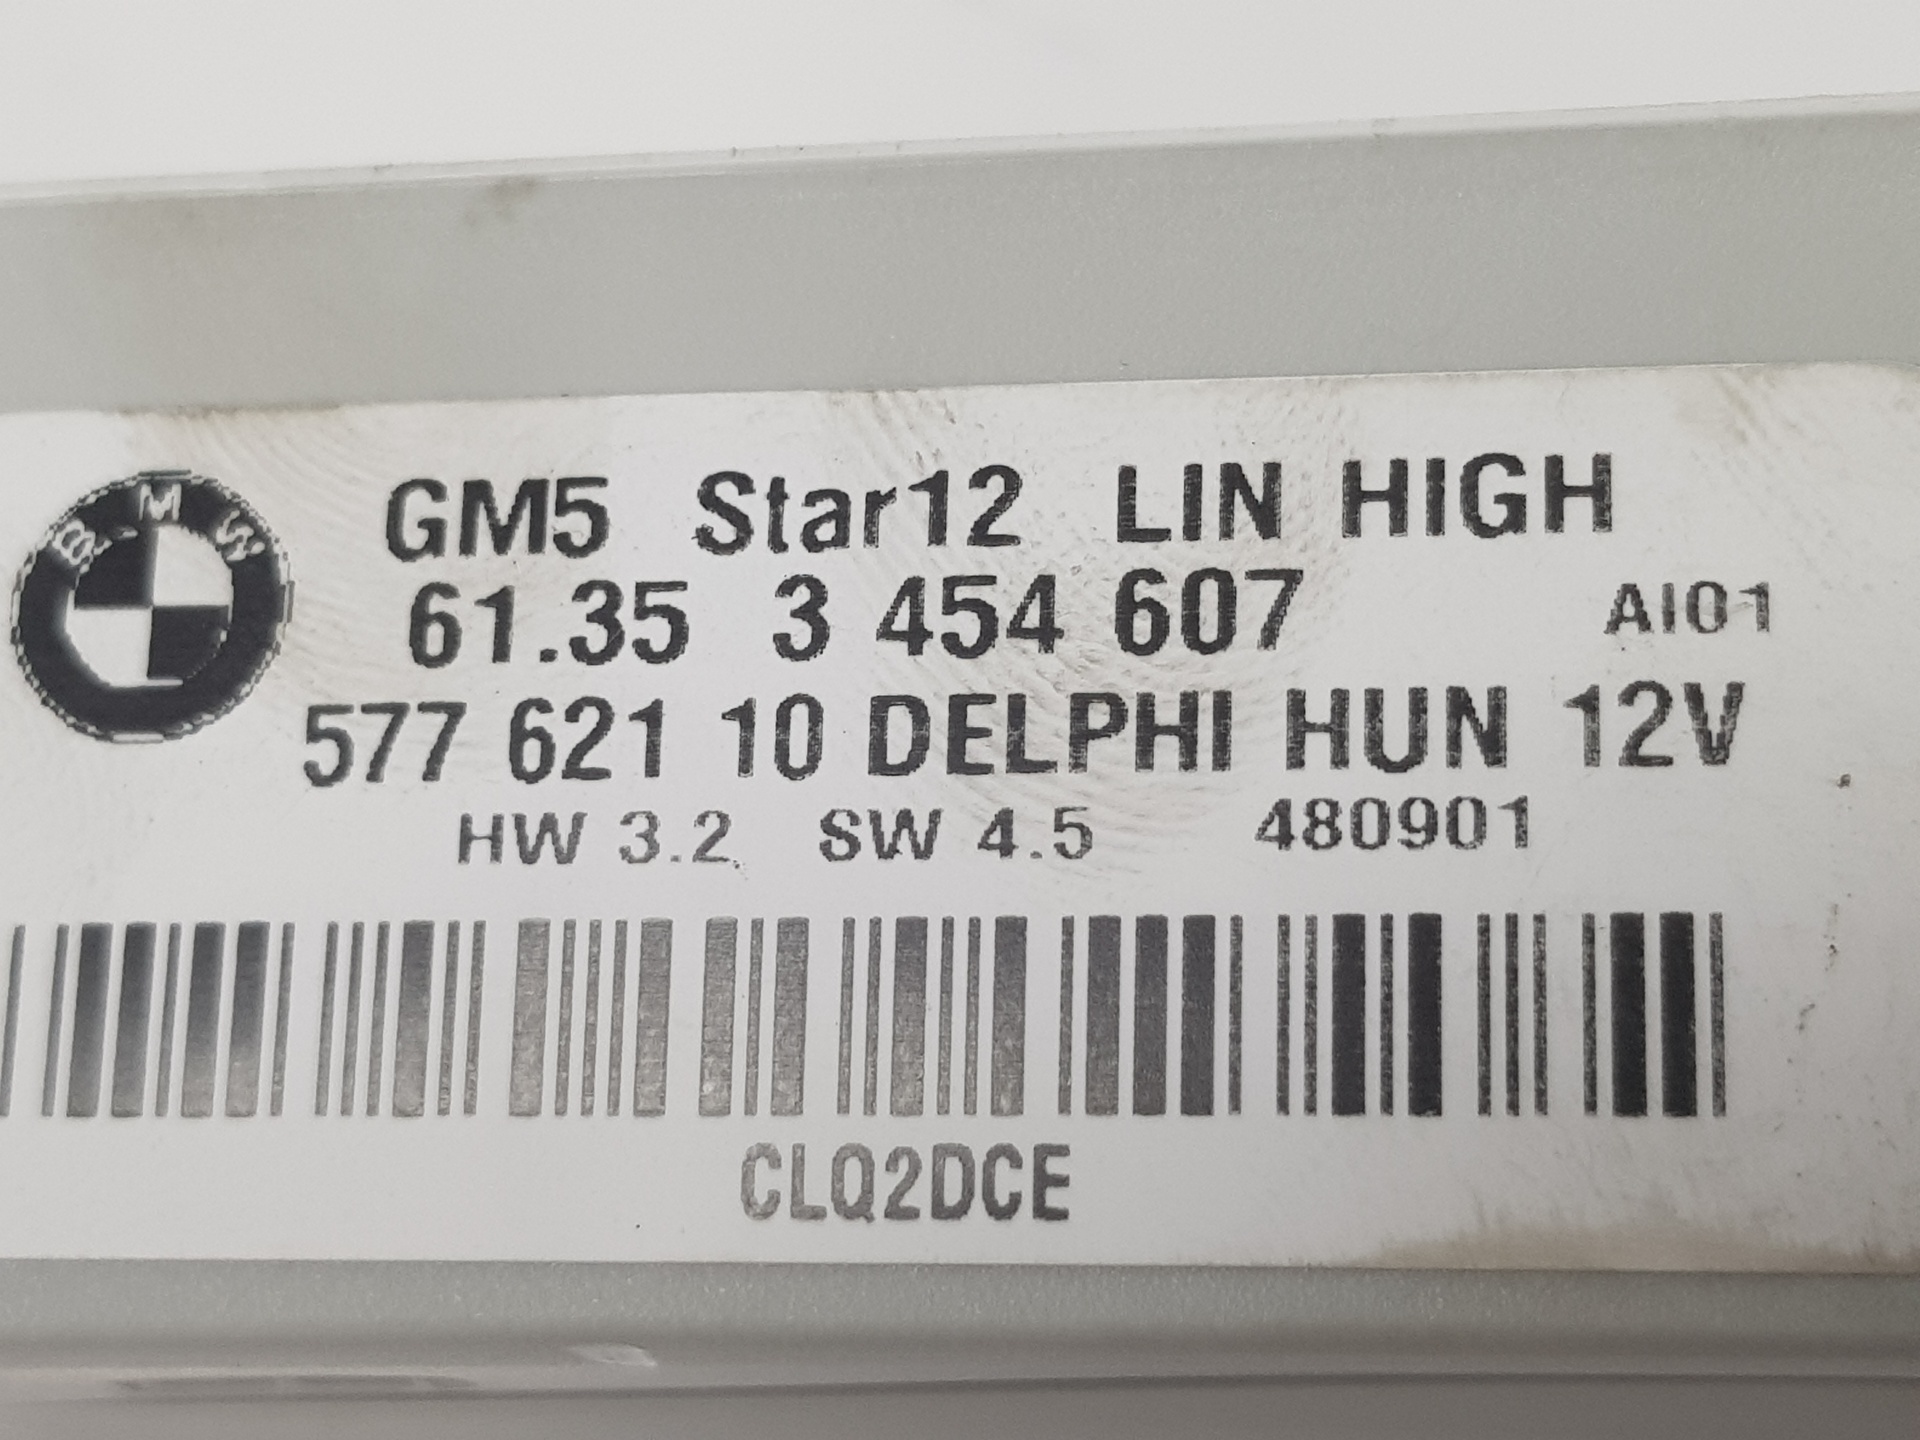 BMW
GM5 Star12 LIN HIGH
61.35 3 454 607 AI01
577 621 10 DELPHI HUN 12V
HW 3.2 SW 4.5 480901
CLQ2DCE